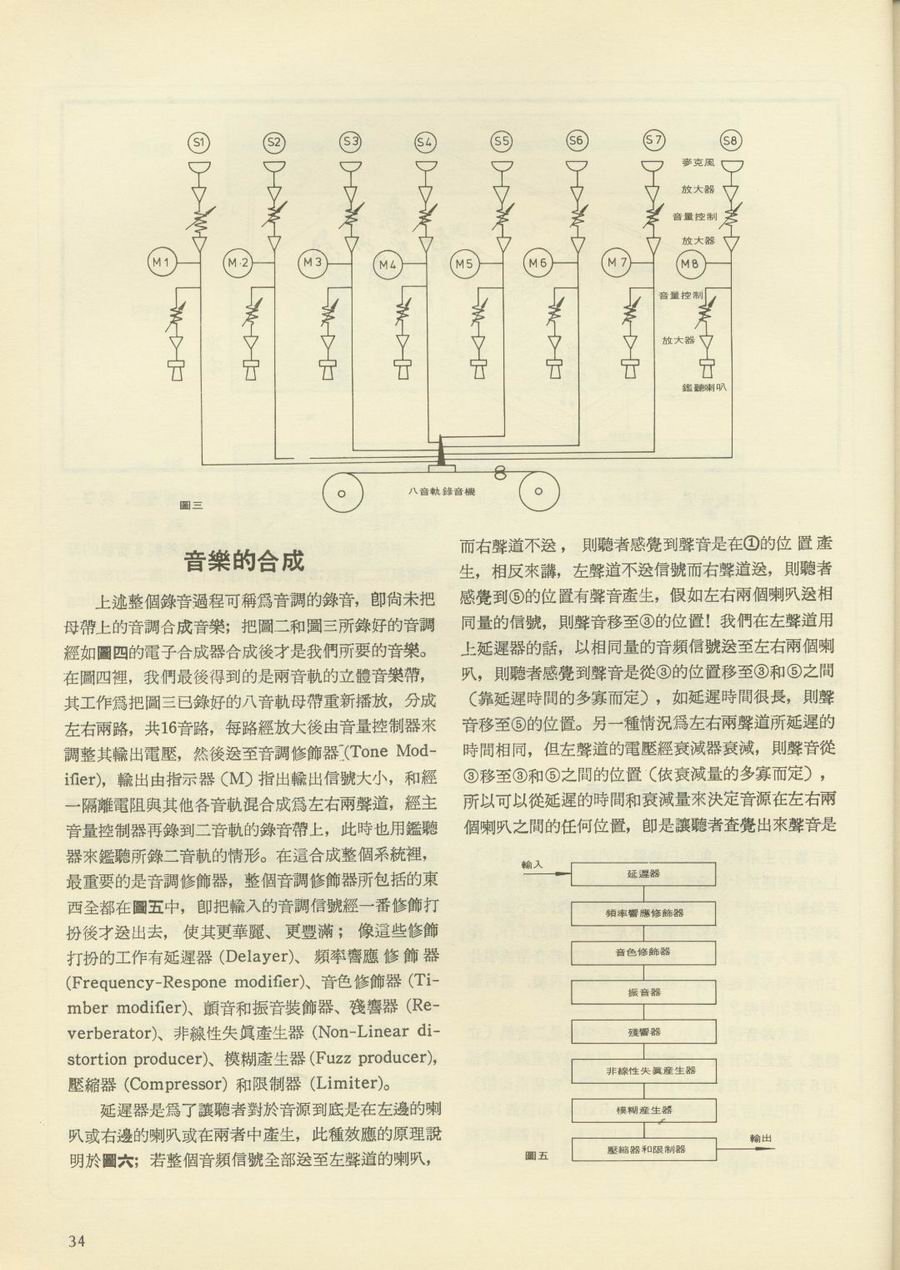 S1 S2 S3 S4 S5 S6 S7 S8
麥克風
放大器
音量控制
放大器
M1 M·2 M3 M4 M5 M6 M7 M8
音量控制
放大器
鑑聽喇叭
八音軌錄音機
圖三
音樂的合成
上述整個錄音過程可稱爲音調的錄音，卽尙未把
母帶上的音調合成音樂；把圖二和圖三所錄好的音調
經如圖四的電子合成器合成後才是我們所要的音樂。
在圖四裡，我們最後得到的是兩音軌的立體音樂帶，
其工作爲把圖三已錄好的八音軌母帶重新播放，分成
左右兩路，共16音路，每路經放大後由音量控制器來
調整其輸出電壓，然後送至音調修飾器(Tone Mod-
ifier)，輸出由指示器(M)指出輸出信號大小，和經
一隔離電阻與其他各音軌混合成爲左右兩聲道，經主
音量控制器再錄到二音軌的錄音帶上，此時也用鑑聽
器來鑑聽所錄二音軌的情形。在這合成整個系統裡，
最重要的是音調修飾器，整個音調修飾器所包括的東
西全都在圖五中，卽把輸入的音調信號經一番修飾打
扮後才送出去，使其更華麗、更豐滿；像這些修飾
打扮的工作有延遲器 (Delayer)、頻率響應修飾器
(Frequency-Respone modifier)、音色修飾器 (Ti-
mber modifier)、顫音和振音裝飾器、殘響器 (Re-
verberator)、非線性失眞產生器 (Non-Linear di-
stortion producer)、模糊產生器 (Fuzz producer),
壓縮器 (Compressor) 和限制器 (Limiter)。
延遲器是爲了讓聽者對於音源到底是在左邊的喇
叭或右邊的喇叭或在兩者中產生，此種效應的原理說
明於圖六；若整個音頻信號全部送至左聲道的喇叭，
而右聲道不送，則聽者感覺到聲音是在①的位置產
生，相反來講，左聲道不送信號而右聲道送，則聽者
感覺到⑤的位置有聲音產生，假如左右兩個喇叭送相
同量的信號，則聲音移至③的位置！我們在左聲道用
上延遲器的話，以相同量的音頻信號送至左右兩個喇
叭，則聽者感覺到聲音是從③的位置移至③和⑤之間
（靠延遲時間的多寡而定），如延遲時間很長，則聲
音移至⑤的位置。另一種情況爲左右兩聲道所延遲的
時間相同，但左聲道的電壓經衰減器衰減，則聲音從
③移至③和⑤之間的位置（依衰減量的多寡而定），
所以可以從延遲的時間和衰減量來決定音源在左右兩
個喇叭之間的任何位置，卽是讓聽者查覺出來聲音是
輸入
延遲器
頻率響應修飾器
音色修飾器
振音器
殘響器
非線性失眞產生器
模糊產生器
壓縮器和限制器
輸出
圖五
34